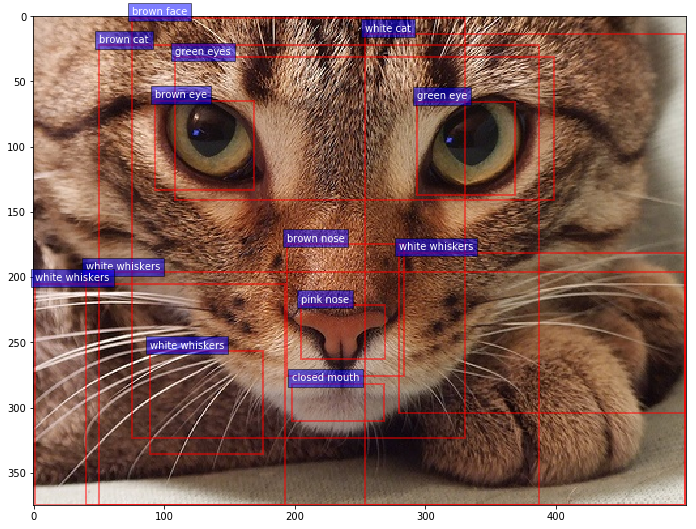 brown face
white cat
brown cat
green eyes
brown eye
green eye
brown nose
white whiskers
white whiskers
white whiskers
pink nose
white whiskers
closed mouth
0
50
100
150
200
250
300
350
0
100
200
300
400